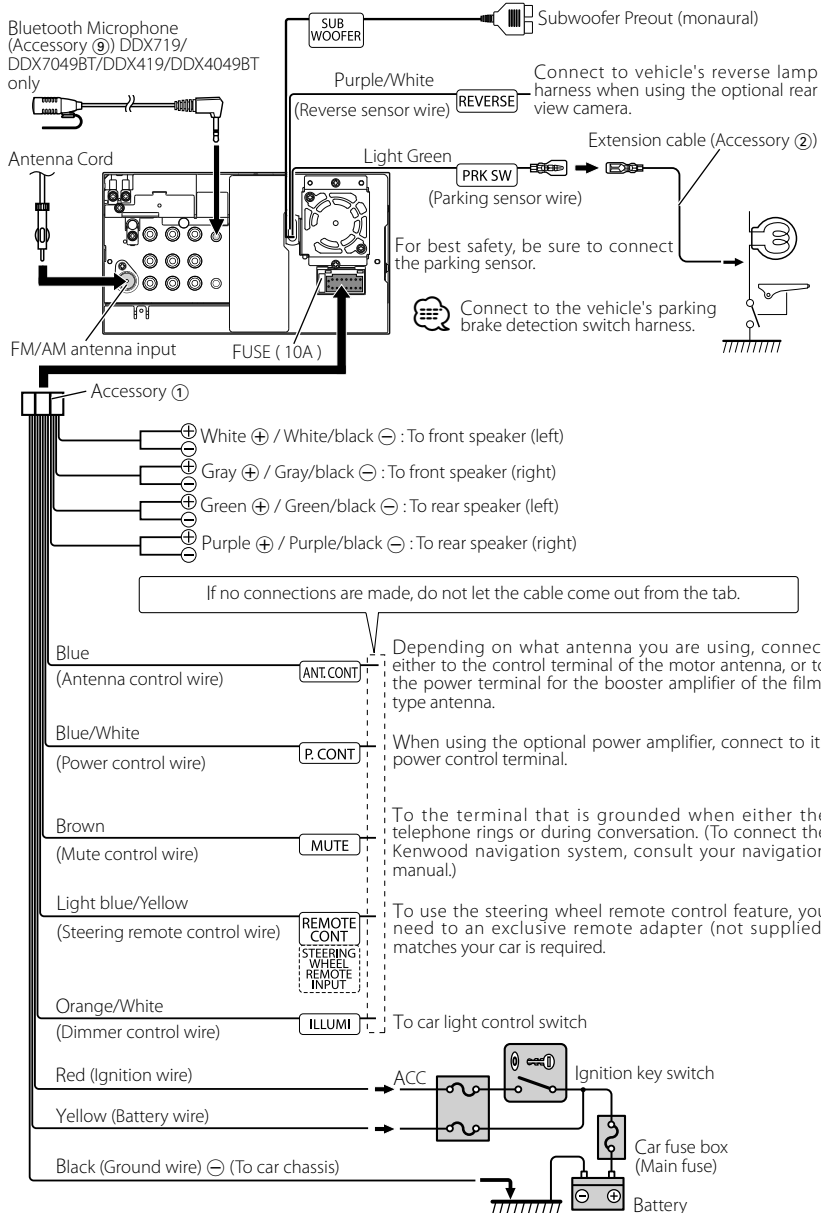 Bluetooth Microphone
(Accessory ⑨) DDX719/
DDX7049BT/DDX419/DDX4049BT
only
SUB
WOOFER
Subwoofer Preout (monaural)
Purple/White
(Reverse sensor wire)
REVERSE
Connect to vehicle's reverse lamp
harness when using the optional rear
view camera.
Antenna Cord
Light Green
PRK SW
(Parking sensor wire)
Extension cable (Accessory ②)
For best safety, be sure to connect
the parking sensor.
Connect to the vehicle's parking
brake detection switch harness.
FM/AM antenna input
FUSE ( 10A )
Accessory ①
⊕ White ⊕ / White/black ⊖ : To front speaker (left)
⊖
⊕ Gray ⊕ / Gray/black ⊖ : To front speaker (right)
⊖
⊕ Green ⊕ / Green/black ⊖ : To rear speaker (left)
⊖
⊕ Purple ⊕ / Purple/black ⊖ : To rear speaker (right)
⊖
If no connections are made, do not let the cable come out from the tab.
Blue
(Antenna control wire)
ANT. CONT
Depending on what antenna you are using, connec
either to the control terminal of the motor antenna, or to
the power terminal for the booster amplifier of the film
type antenna.
Blue/White
(Power control wire)
P. CONT
When using the optional power amplifier, connect to it
power control terminal.
Brown
(Mute control wire)
MUTE
To the terminal that is grounded when either the
telephone rings or during conversation. (To connect the
Kenwood navigation system, consult your navigation
manual.)
Light blue/Yellow
(Steering remote control wire)
REMOTE
CONT
STEERING
WHEEL
REMOTE
INPUT
To use the steering wheel remote control feature, you
need to an exclusive remote adapter (not supplied
matches your car is required.
Orange/White
(Dimmer control wire)
ILLUMI
To car light control switch
Red (Ignition wire)
ACC
Ignition key switch
Yellow (Battery wire)
Car fuse box
(Main fuse)
Black (Ground wire) ⊖ (To car chassis)
⊖ ⊕
Battery